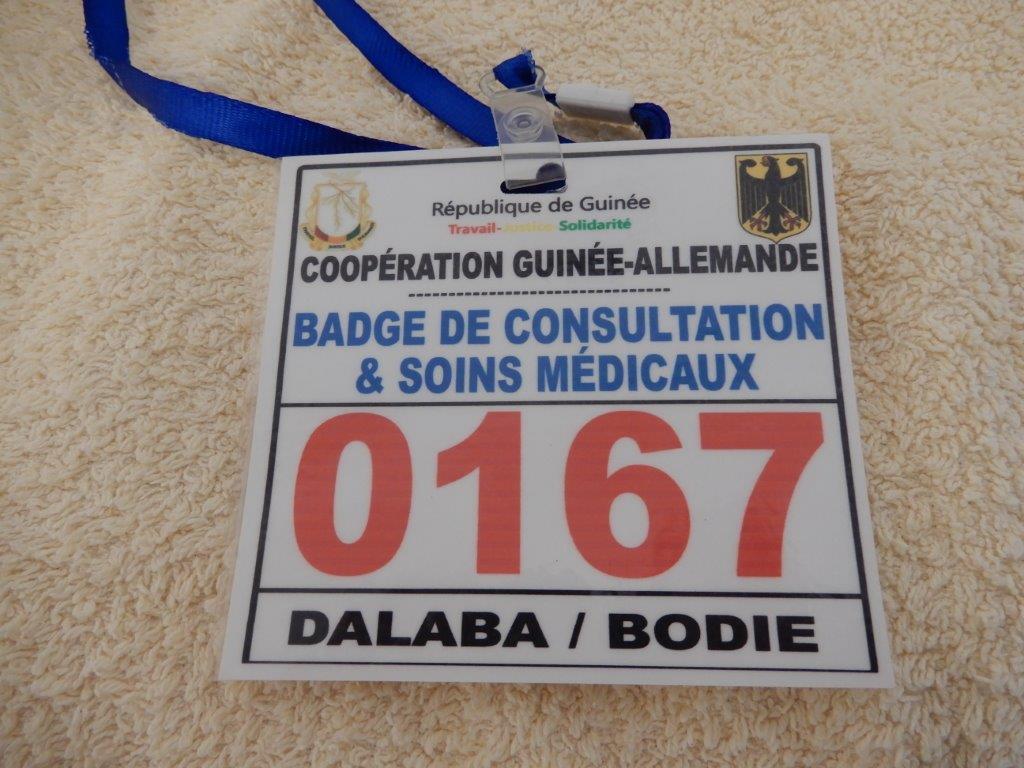 République de Guinée
Travail-Justice-Solidarité
COOPÉRATION GUINÉE-ALLEMANDE
BADGE DE CONSULTATION
& SOINS MÉDICAUX
0167
DALABA / BODIE